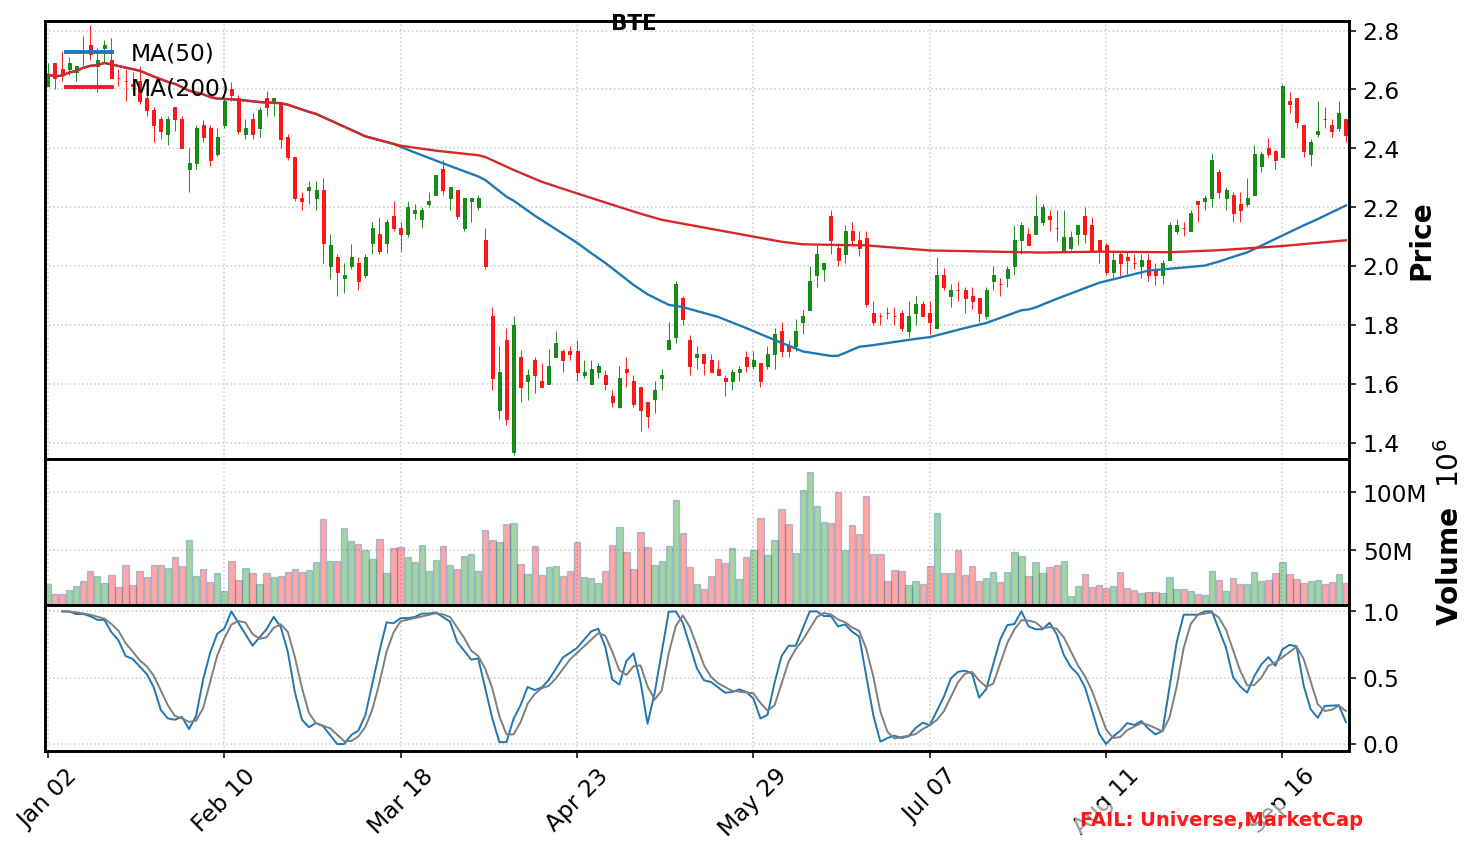 BTE
MA(50)
MA(200)
2.8
2.6
2.4
2.2
2.0
1.8
1.6
1.4
Price
100M
50M
Volume 10⁶
1.0
0.5
0.0
Jan 02
Feb 10
Mar 18
Apr 23
May 29
Jul 07
Aug 11
Sep 16
FAIL: Universe,MarketCap